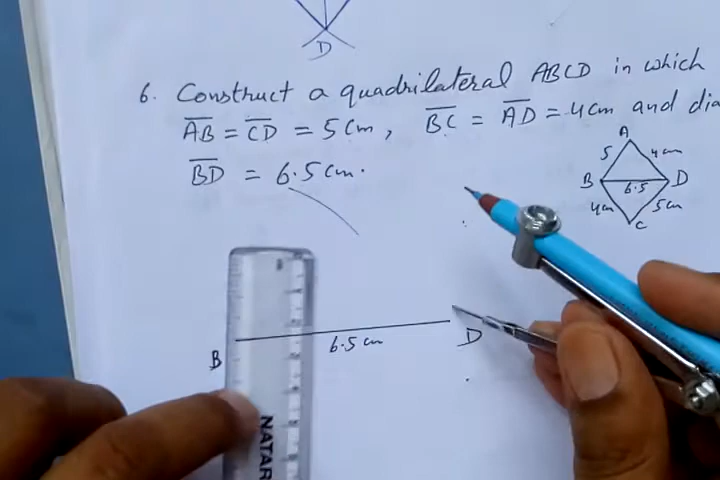 D
6. Construct a quadrilateral ABCD in which
AB = CD = 5cm, BC = AD = 4cm and dia
BD = 6.5cm.
A
5 4cm
B 6.5 D
4cm 5cm
C
B 6.5 cm D
NATAR